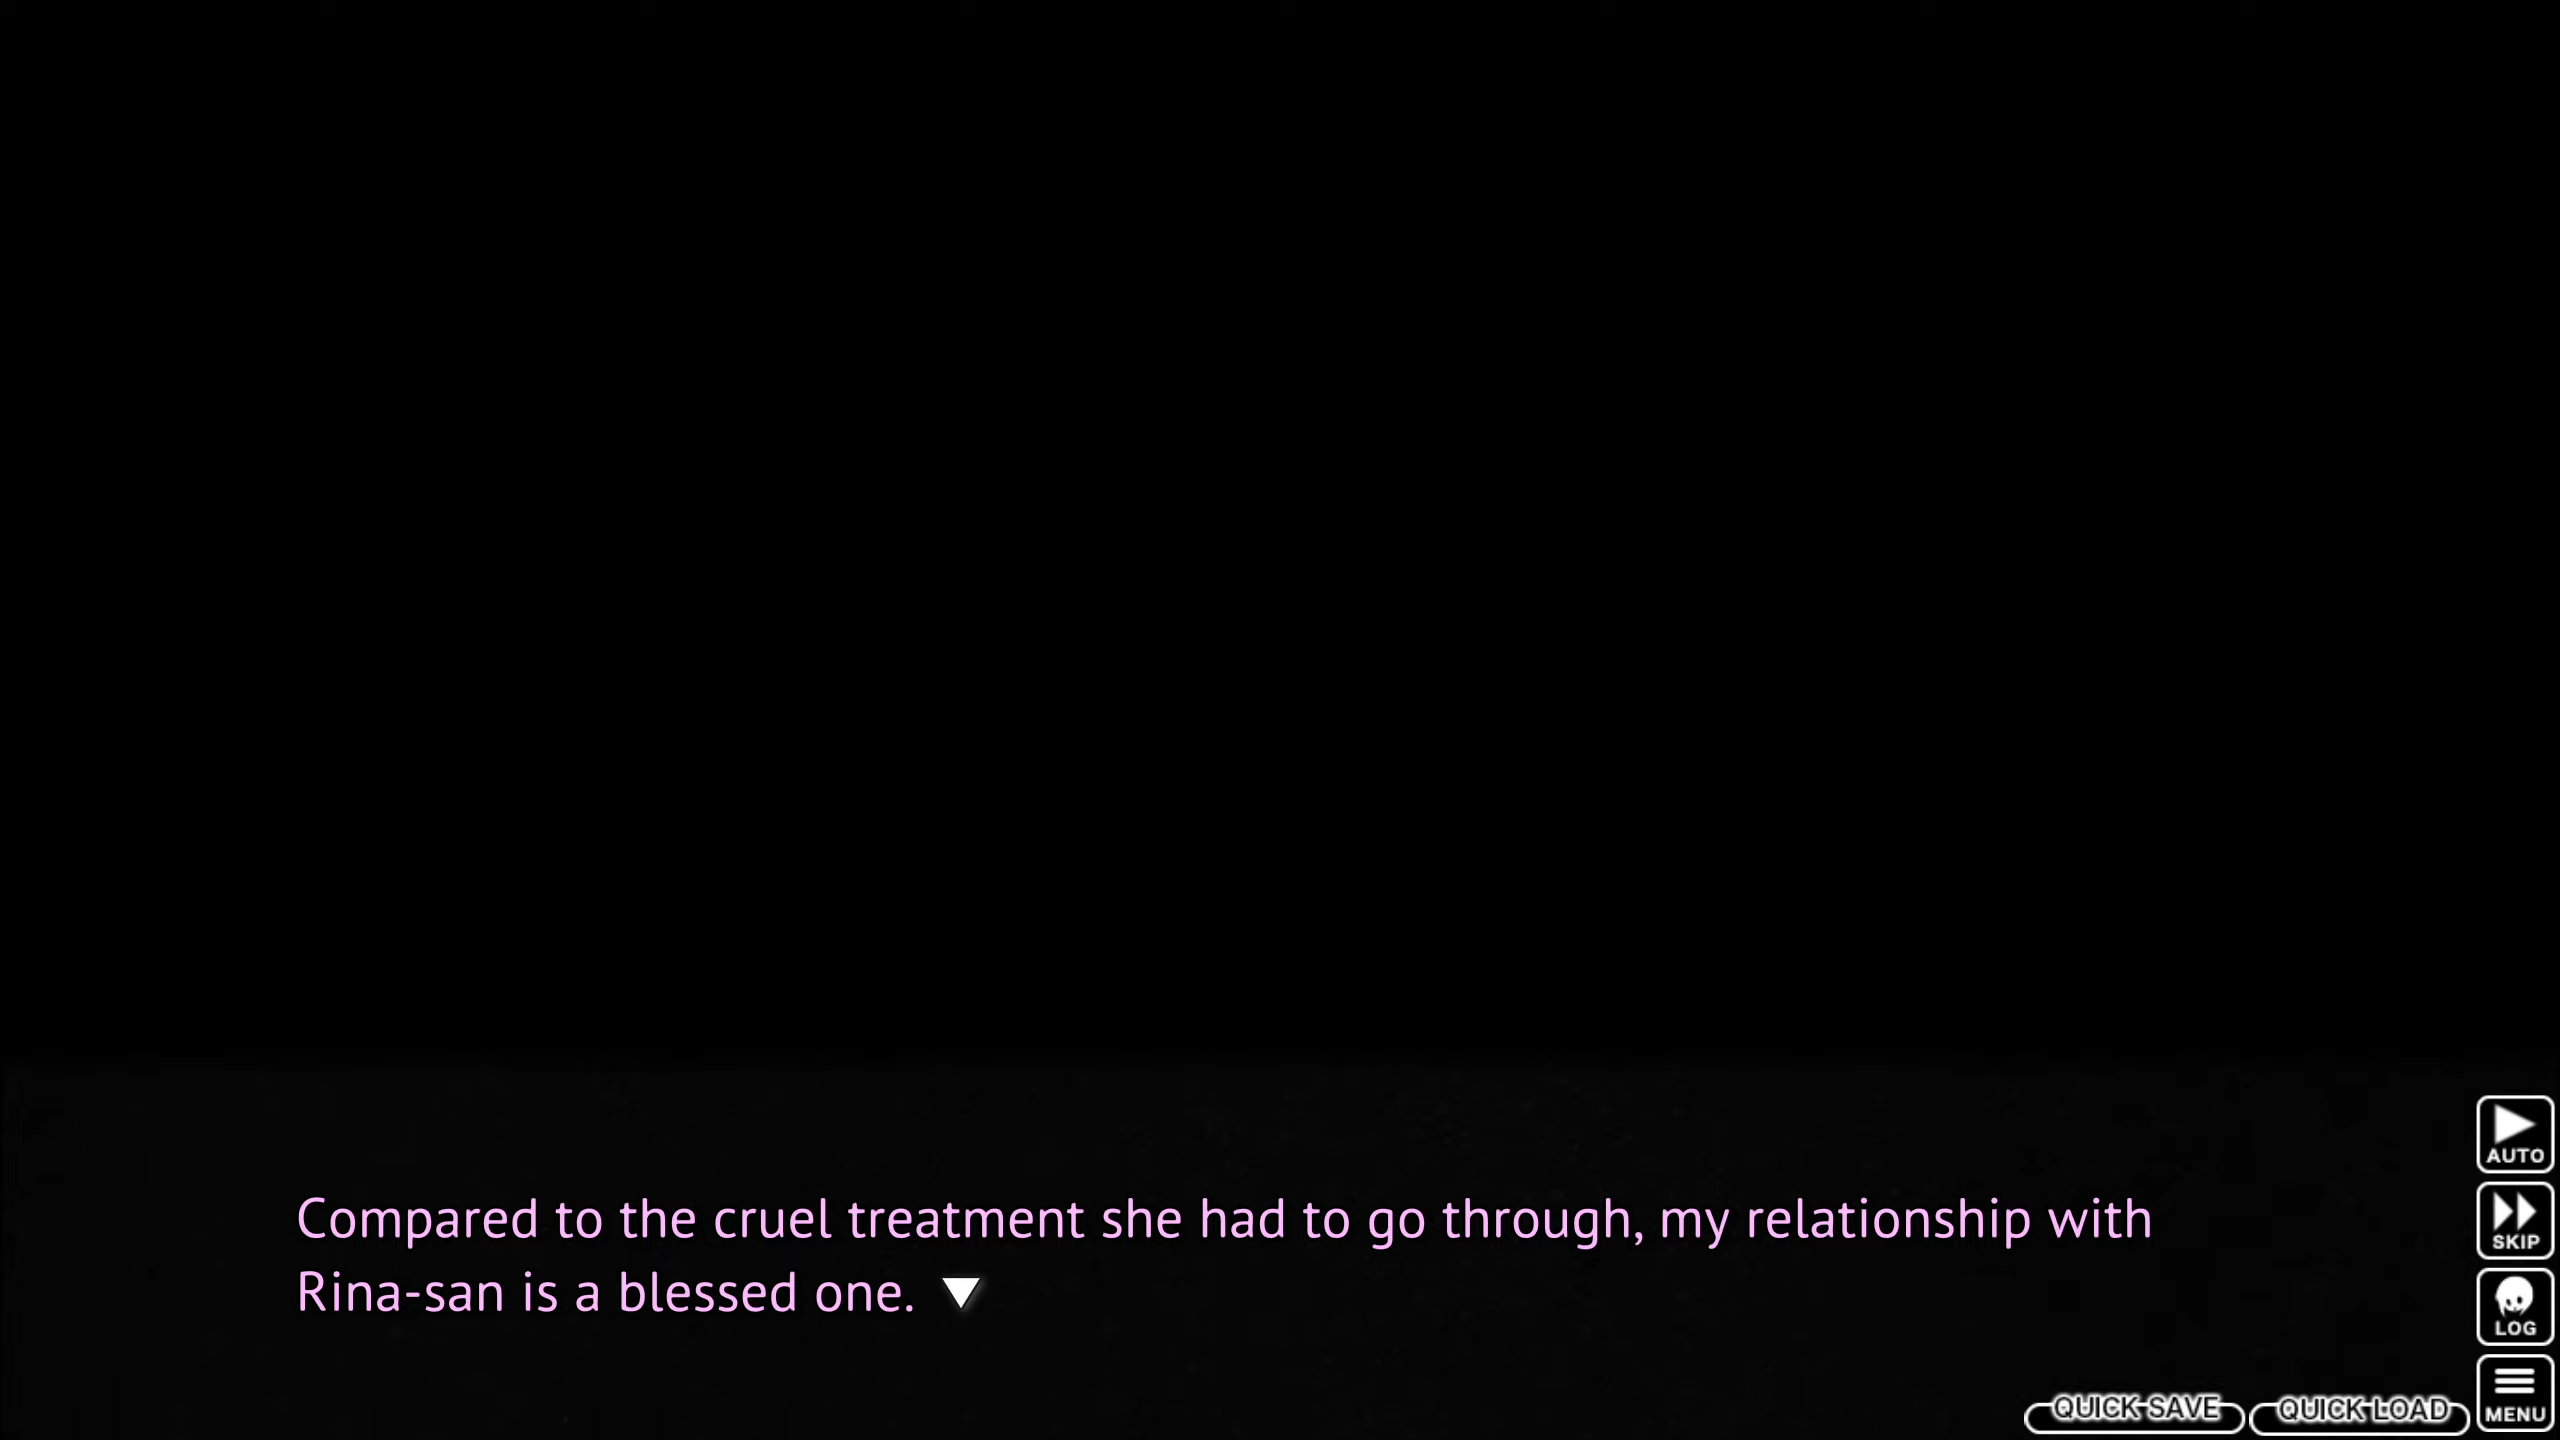 Compared to the cruel treatment she had to go through, my relationship with
Rina-san is a blessed one.
AUTO
SKIP
LOG
MENU
QUICK SAVE
QUICK LOAD